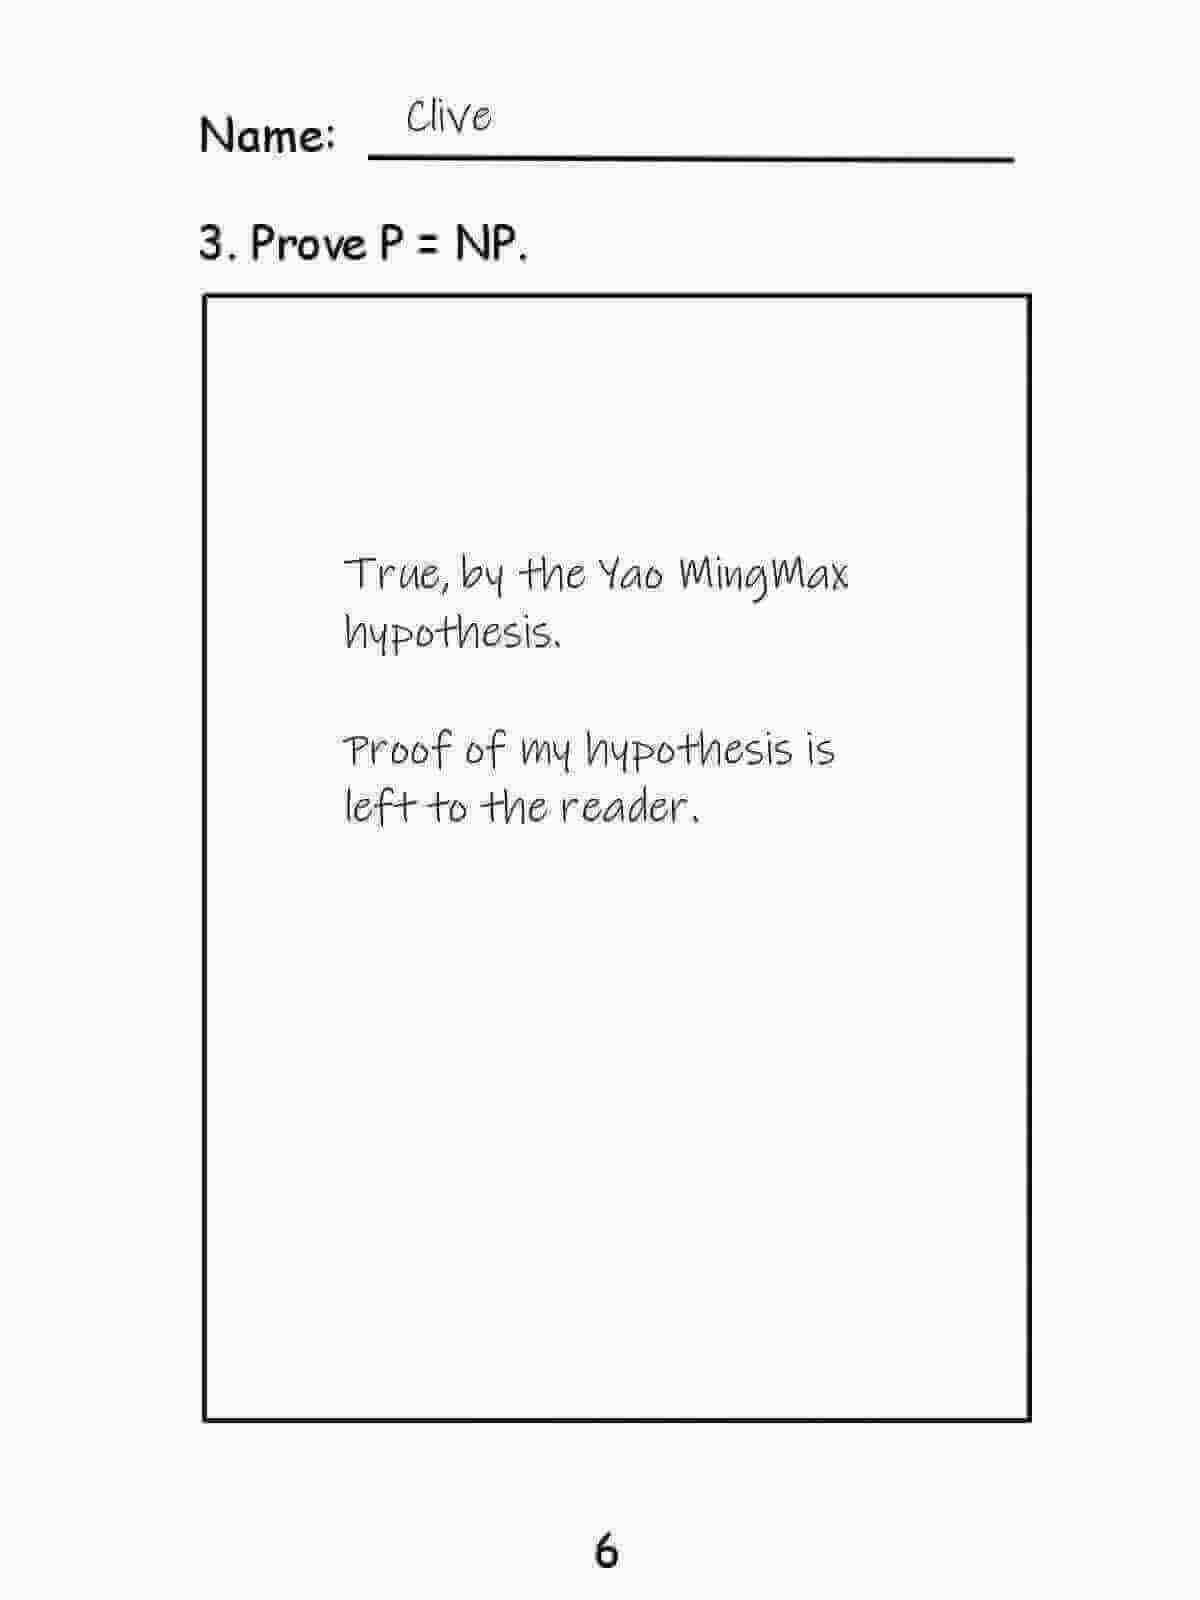 Name: Clive
3. Prove P = NP.
True, by the Yao MingMax
hypothesis.
Proof of my hypothesis is
left to the reader.
6